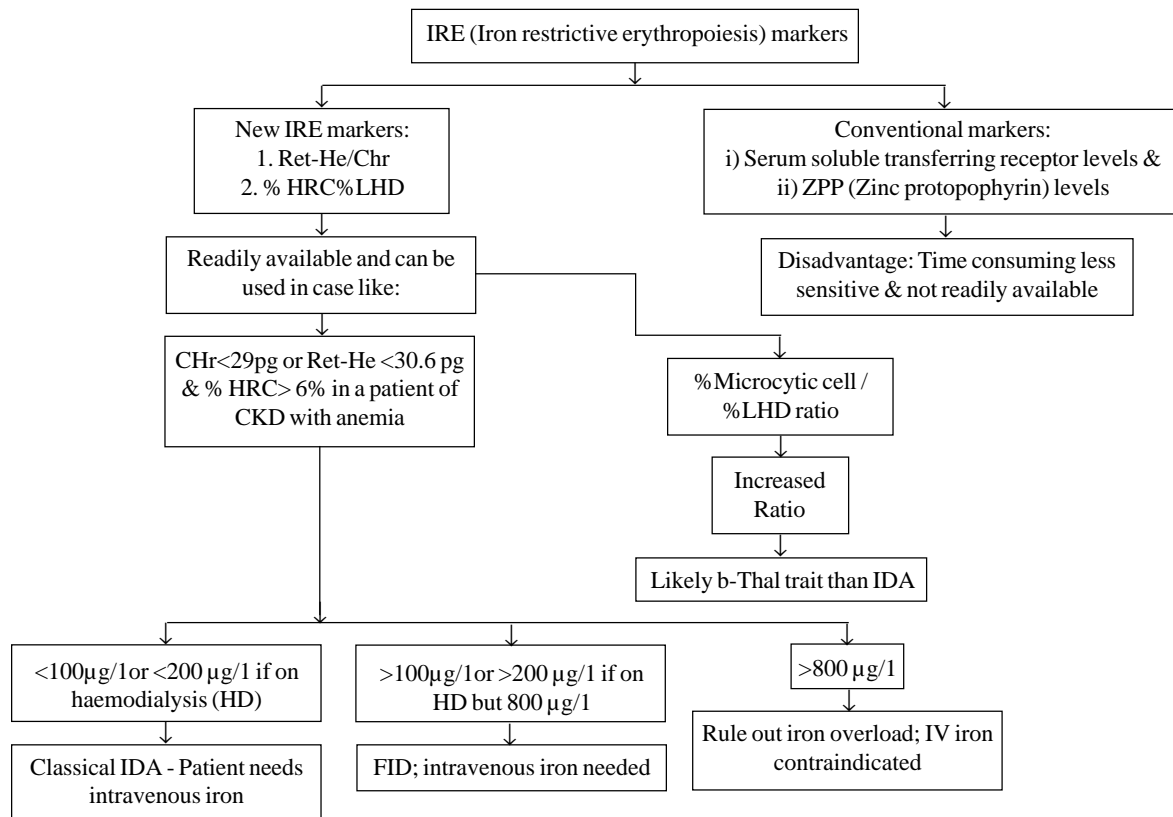 IRE (Iron restrictive erythropoiesis) markers
New IRE markers:
1. Ret-He/Chr
2. % HRC%LHD
Conventional markers:
i) Serum soluble transferring receptor levels &
ii) ZPP (Zinc protopophyrin) levels
Readily available and can be
used in case like:
Disadvantage: Time consuming less
sensitive & not readily available
CHr<29pg or Ret-He <30.6 pg
& % HRC> 6% in a patient of
CKD with anemia
%Microcytic cell /
%LHD ratio
Increased
Ratio
Likely b-Thal trait than IDA
<100µg/1or <200 µg/1 if on
haemodialysis (HD)
>100µg/1or >200 µg/1 if on
HD but 800 µg/1
>800 µg/1
Classical IDA - Patient needs
intravenous iron
FID; intravenous iron needed
Rule out iron overload; IV iron
contraindicated